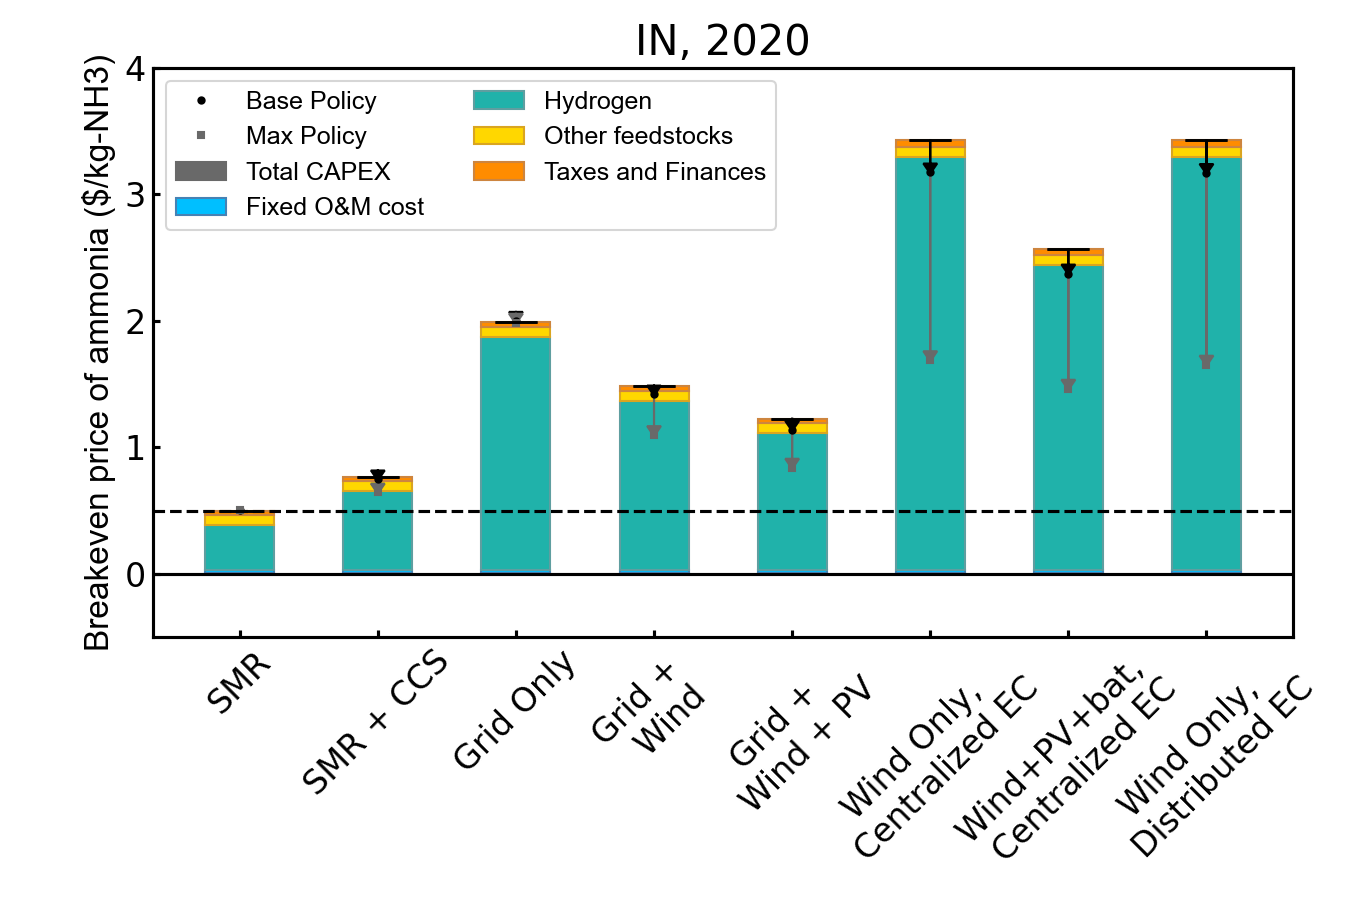 IN, 2020
Breakeven price of ammonia ($/kg-NH3)
4
3
2
1
0
Base Policy
Max Policy
Total CAPEX
Fixed O&M cost
Hydrogen
Other feedstocks
Taxes and Finances
SMR
SMR + CCS
Grid Only
Grid +
Wind
Grid +
Wind + PV
Wind Only,
Centralized EC
Wind+PV+bat,
Centralized EC
Wind Only,
Distributed EC